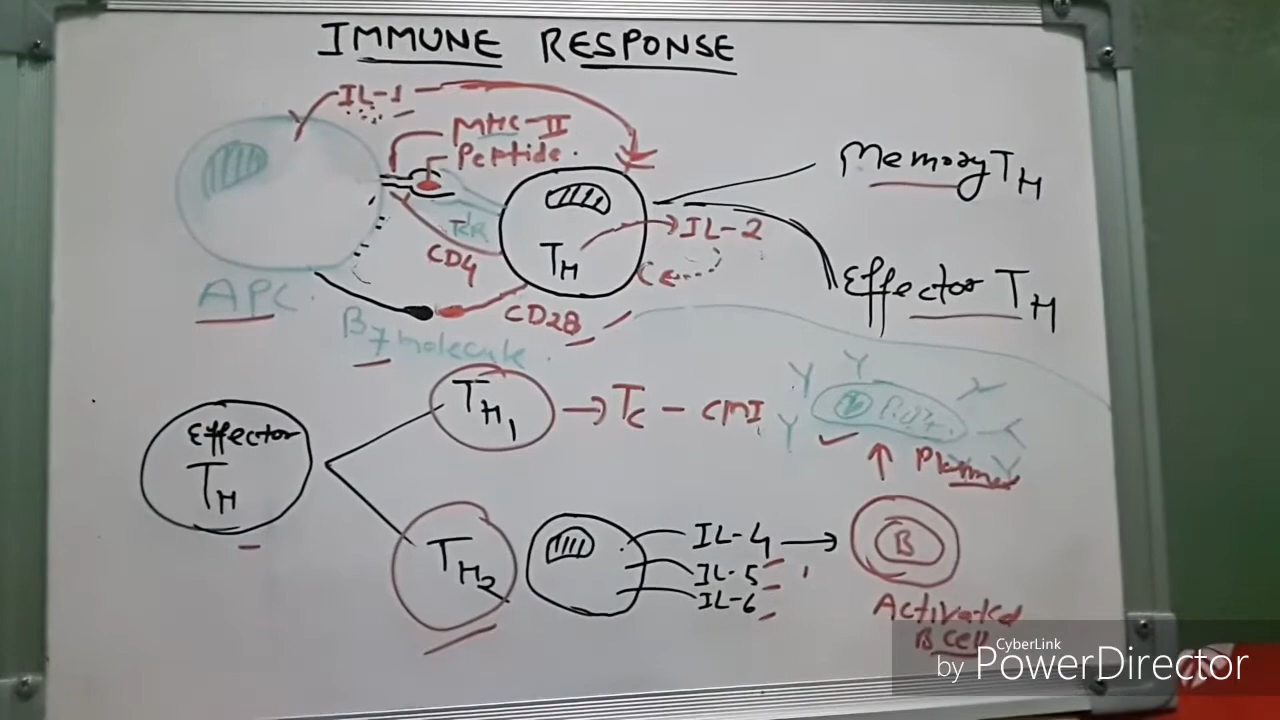 IMMUNE RESPONSE
IL-1
MHC-II
Peptide.
Memory TH
TH
IL-2
CD4
APC.
Effector TH
CD28
B7 molecule.
TH1
TC - CMI
Effector
TH
Plasma
TH2
IL-4
B
IL-5
IL-6
Activated
B Cell
CyberLink
by PowerDirector